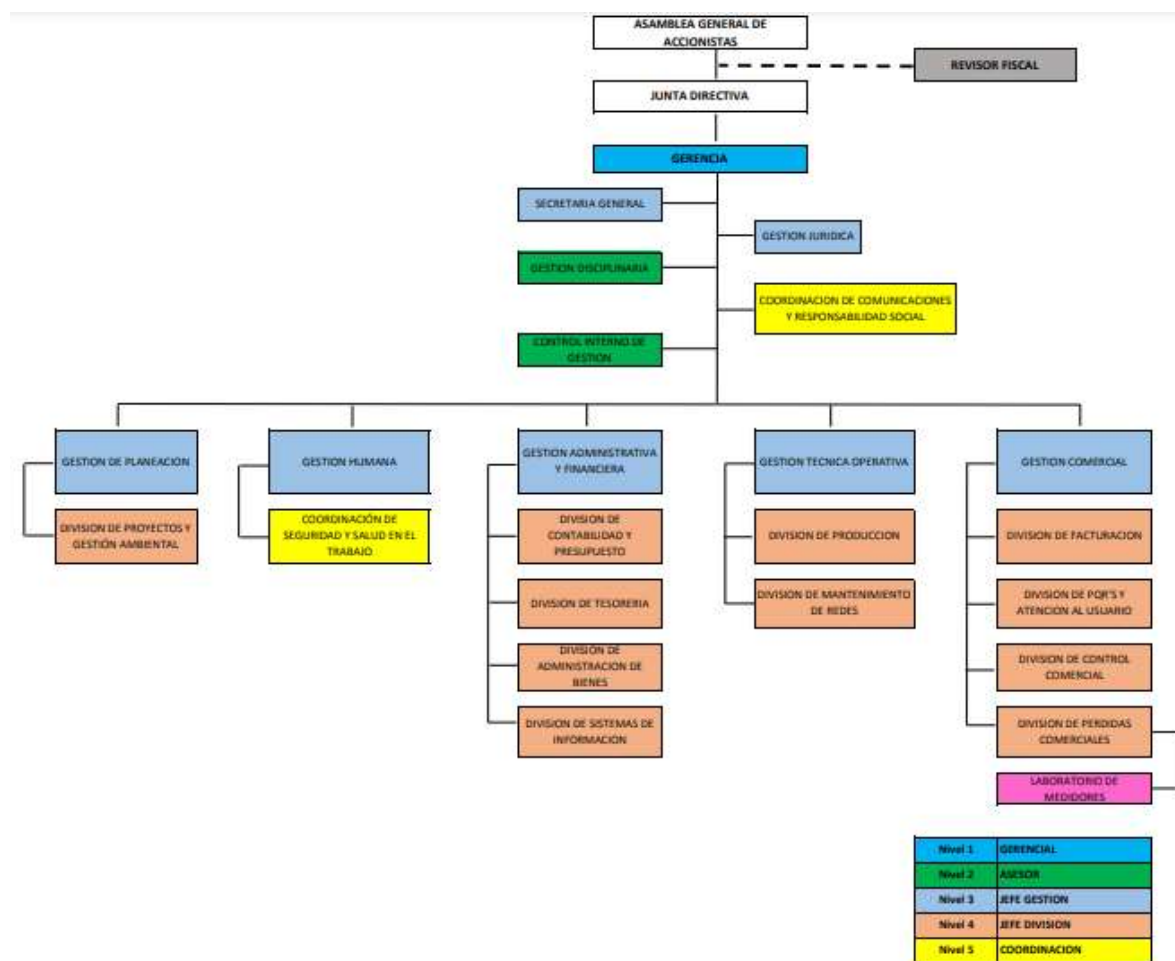 ASAMBLEA GENERAL DE
ACCIONISTAS
REVISOR FISCAL
JUNTA DIRECTIVA
GERENCIA
SECRETARIA GENERAL
GESTION JURIDICA
GESTION DISCIPLINARIA
COORDINACION DE COMUNICACIONES
Y RESPONSABILIDAD SOCIAL
CONTROL INTERNO DE
GESTION
GESTION DE PLANEACION
GESTION HUMANA
GESTION ADMINISTRATIVA
Y FINANCIERA
GESTION TECNICA OPERATIVA
GESTION COMERCIAL
DIVISION DE PROYECTOS Y
GESTIÓN AMBIENTAL
COORDINACIÓN DE
SEGURIDAD Y SALUD EN EL
TRABAJO
DIVISION DE
CONTABILIDAD Y
PRESUPUESTO
DIVISION DE PRODUCCION
DIVISION DE FACTURACION
DIVISION DE TESORERIA
DIVISION DE MANTENIMIENTO
DE REDES
DIVISION DE PQR'S Y
ATENCION AL USUARIO
DIVISIÓN DE
ADMINISTRACION DE
BIENES
DIVISION DE CONTROL
COMERCIAL
DIVISION DE SISTEMAS DE
INFORMACION
DIVISION DE PERDIDAS
COMERCIALES
LABORATORIO DE
MEDIDORES
Nivel 1 GERENCIAL
Nivel 2 ASESOR
Nivel 3 JEFE GESTION
Nivel 4 JEFE DIVISION
Nivel 5 COORDINACION